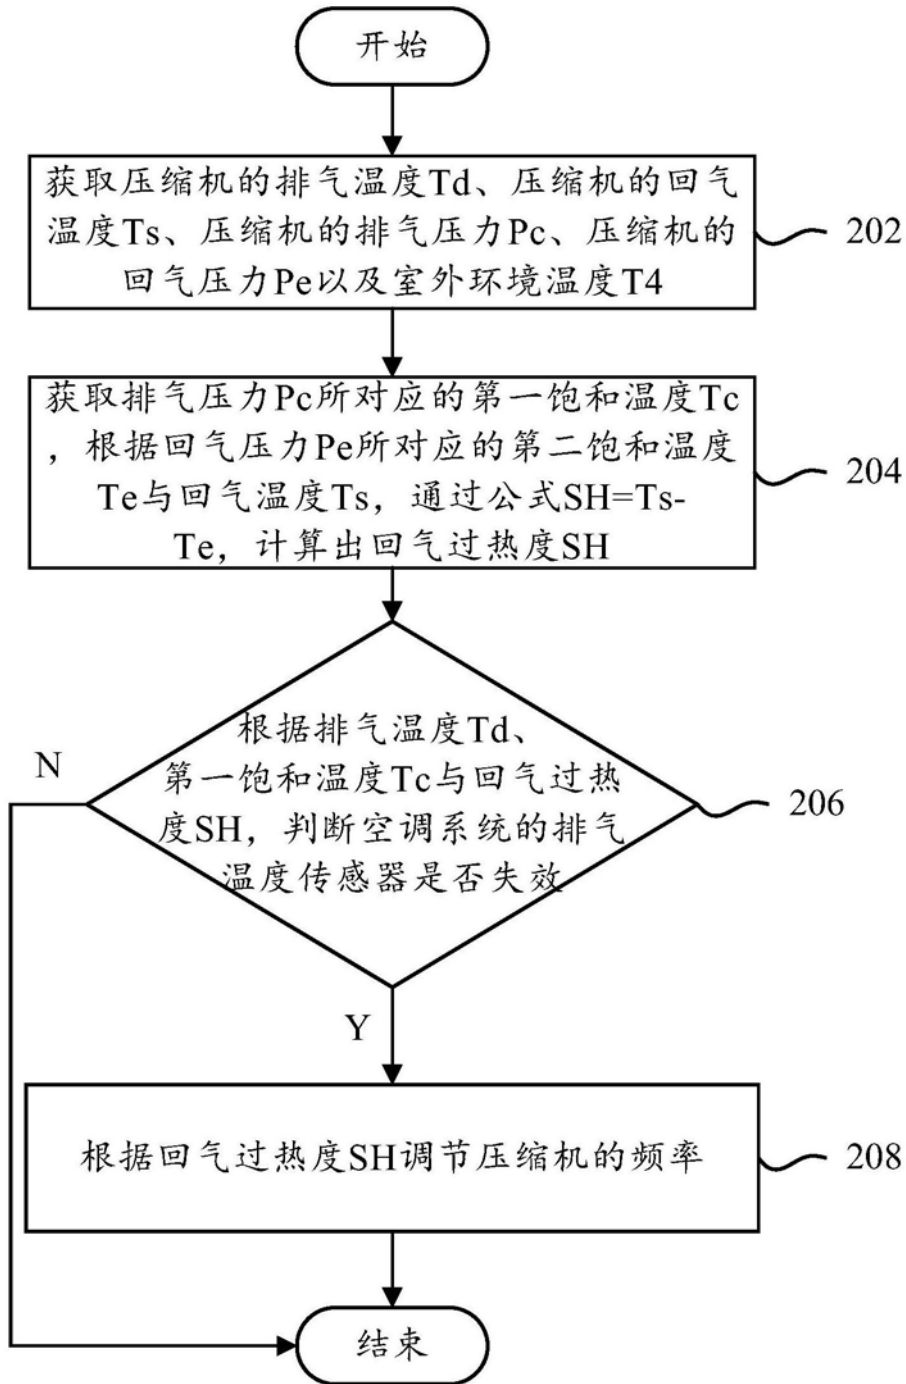 开始
获取压缩机的排气温度Td、压缩机的回气
温度Ts、压缩机的排气压力Pc、压缩机的
回气压力Pe以及室外环境温度T4
202
获取排气压力Pc所对应的第一饱和温度Tc
，根据回气压力Pe所对应的第二饱和温度
Te与回气温度Ts，通过公式SH=Ts-
Te，计算出回气过热度SH
204
根据排气温度Td、
第一饱和温度Tc与回气过热
度SH，判断空调系统的排气
温度传感器是否失效
206
N
Y
根据回气过热度SH调节压缩机的频率
208
结束